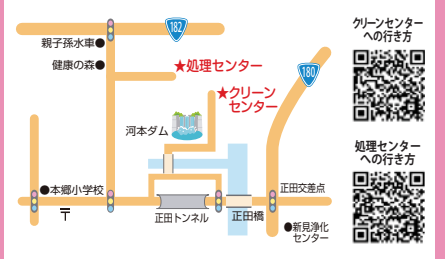 182
親子孫水車●
健康の森●
★処理センター
180
★クリーン
センター
河本ダム
●本郷小学校
〒
正田トンネル
正田橋
正田交差点
●新見浄化
センター
クリーンセンター
への行き方
処理センター
への行き方